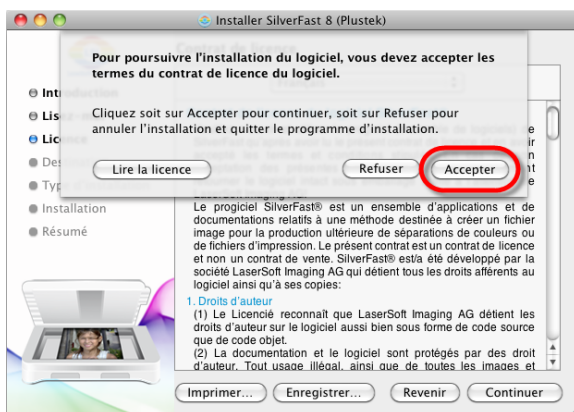 Installer SilverFast 8 (Plustek)
Pour poursuivre l'installation du logiciel, vous devez accepter les
termes du contrat de licence du logiciel.
Cliquez soit sur Accepter pour continuer, soit sur Refuser pour
annuler l'installation et quitter le programme d'installation.
Lire la licence
Refuser
Accepter
Installation
Résumé
Le progiciel SilverFast® est un ensemble d'applications et de
documentations relatifs à une méthode destinée à créer un fichier
image pour la production ultérieure de séparations de couleurs ou
de fichiers d'impression. Le présent contrat est un contrat de licence
et non un contrat de vente. SilverFast® est/a été développé par la
société LaserSoft Imaging AG qui détient tous les droits afférents au
logiciel ainsi qu'à ses copies:
1. Droits d'auteur
(1) Le Licencié reconnaît que LaserSoft Imaging AG détient les
droits d'auteur sur le logiciel aussi bien sous forme de code source
que de code objet.
(2) La documentation et le logiciel sont protégés par des droit
d'auteur. Tout usage illégal, ainsi que de toutes les images et
Imprimer...
Enregistrer...
Revenir
Continuer